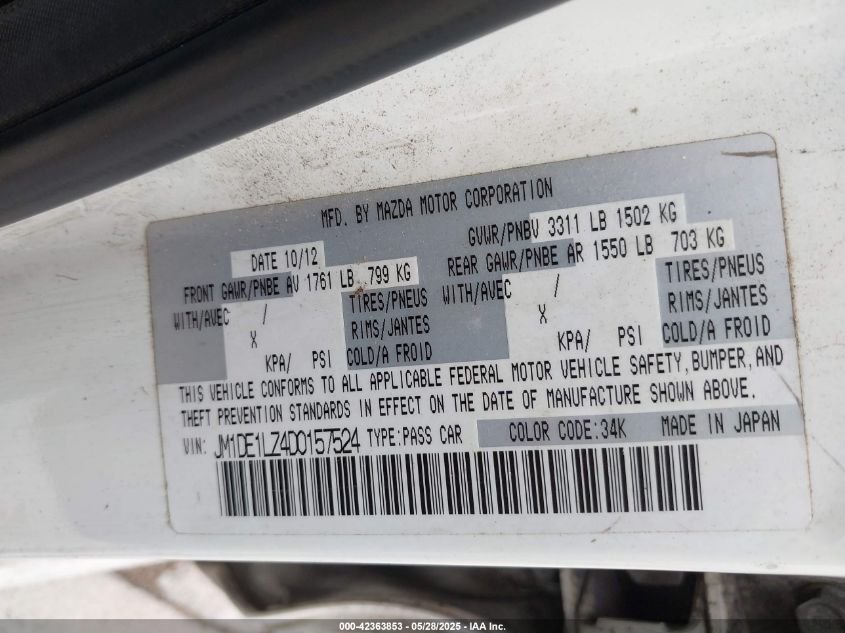 MFD. BY MAZDA MOTOR CORPORATION
DATE 10/12 GVWR/PNBV 3311 LB 1502 KG
FRONT GAWR/PNBE AV 1761 LB 799 KG REAR GAWR/PNBE AR 1550 LB 703 KG
WITH/AVEC / TIRES/PNEUS WITH/AVEC / TIRES/PNEUS
X RIMS/JANTES X RIMS/JANTES
KPA/ PSI COLD/A FROID KPA/ PSI COLD/A FROID
THIS VEHICLE CONFORMS TO ALL APPLICABLE FEDERAL MOTOR VEHICLE SAFETY, BUMPER, AND
THEFT PREVENTION STANDARDS IN EFFECT ON THE DATE OF MANUFACTURE SHOWN ABOVE.
VIN: JM1DE1LZ4D0157524 TYPE:PASS CAR COLOR CODE:34K MADE IN JAPAN
000-42363853 - 05/28/2025 - IAA Inc.